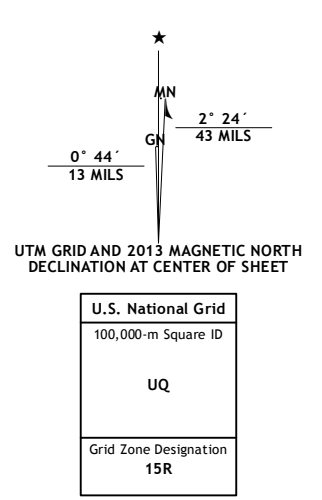 ★
MN
2° 24´
43 MILS
GN
0° 44´
13 MILS
UTM GRID AND 2013 MAGNETIC NORTH
DECLINATION AT CENTER OF SHEET
U.S. National Grid
100,000-m Square ID
UQ
Grid Zone Designation
15R